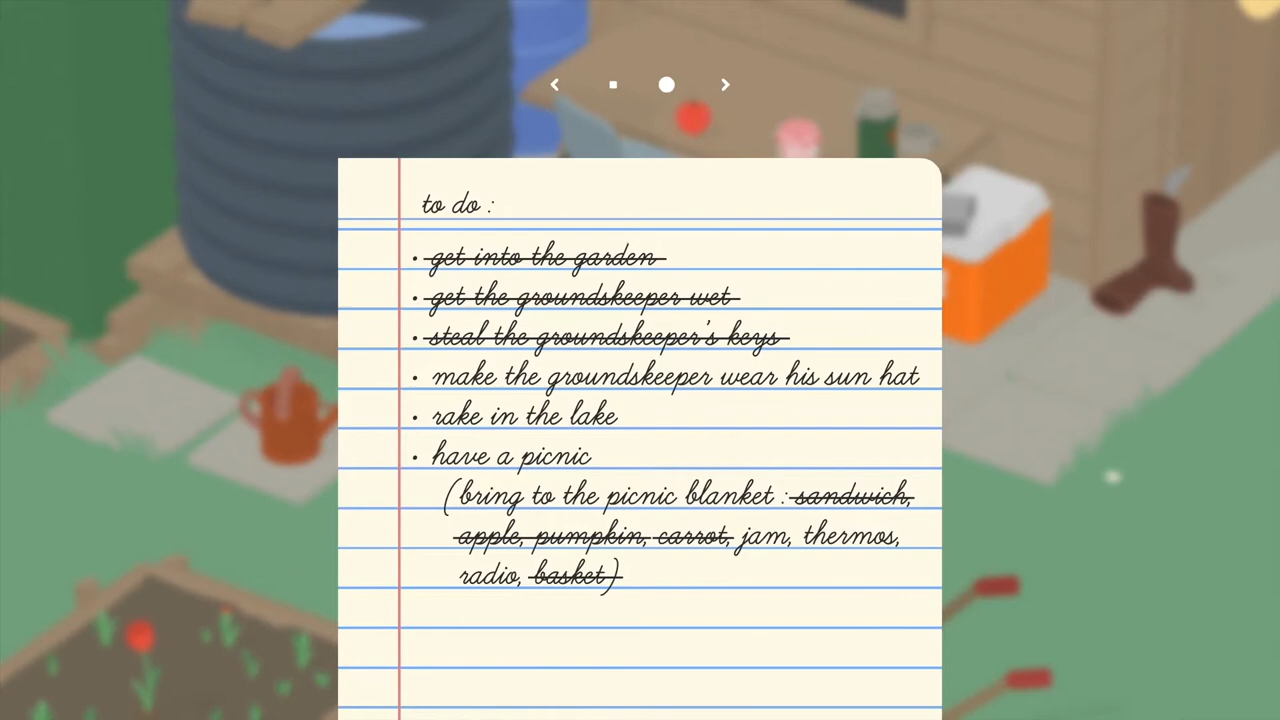 to do :
• get into the garden
• get the groundskeeper wet
• steal the groundskeeper's keys
• make the groundskeeper wear his sun hat
• rake in the lake
• have a picnic
(bring to the picnic blanket : sandwich,
apple, pumpkin, carrot, jam, thermos,
radio, basket)